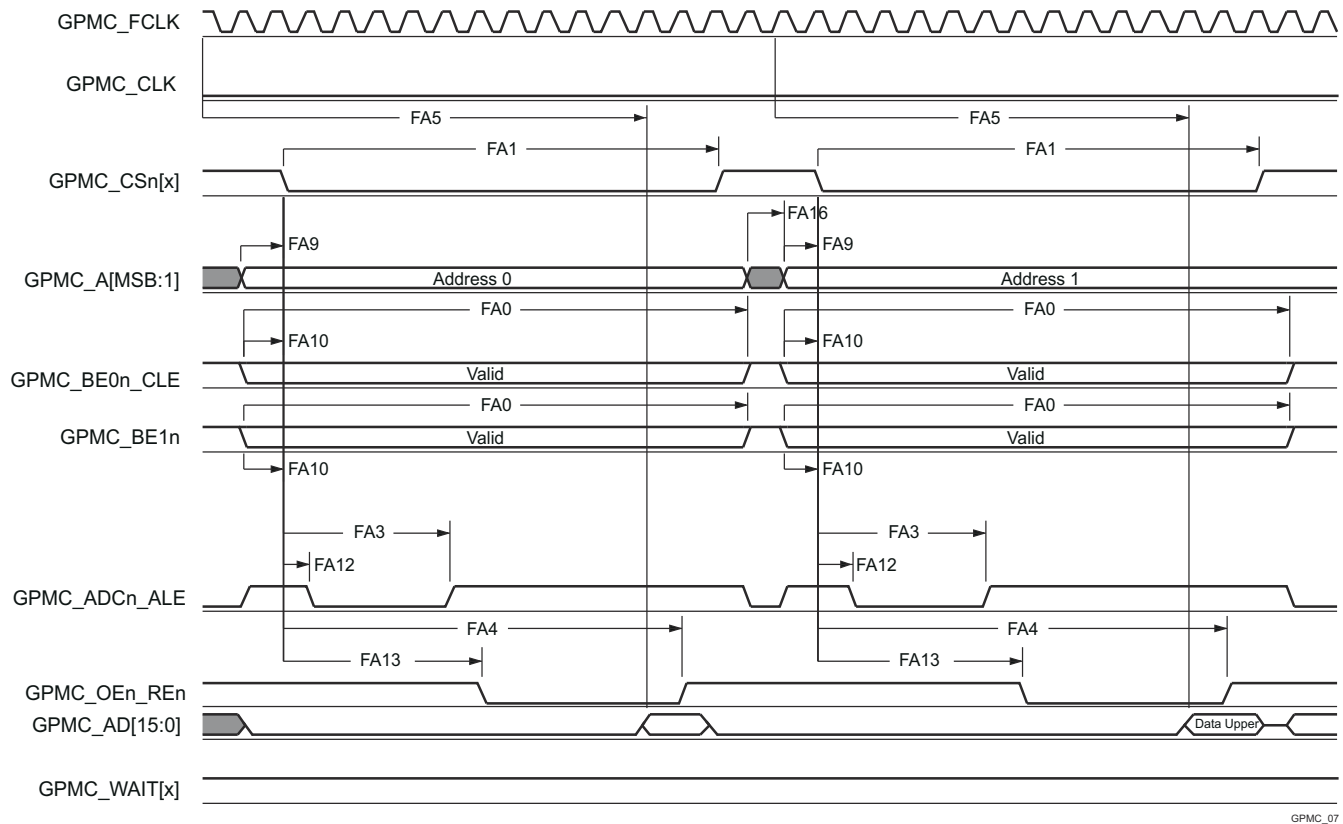 GPMC_FCLK
GPMC_CLK
FA5 FA5
FA1 FA1
GPMC_CSn[x]
FA16
FA9 FA9
GPMC_A[MSB:1] Address 0 Address 1
FA0 FA0
FA10 FA10
GPMC_BE0n_CLE Valid Valid
FA0 FA0
GPMC_BE1n Valid Valid
FA10 FA10
FA3 FA3
FA12 FA12
GPMC_ADCn_ALE
FA4 FA4
FA13 FA13
GPMC_OEn_REn
GPMC_AD[15:0] Data Upper
GPMC_WAIT[x]
GPMC_07